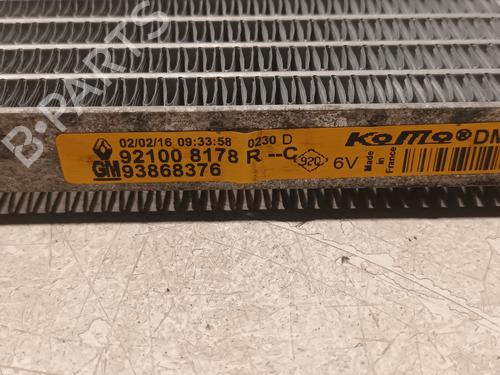 02/02/16 09:33:58 0230 D
92100 8178 R --C 920 6V
GM 93868376
KOMO® DM
Made in France
B-PARTS